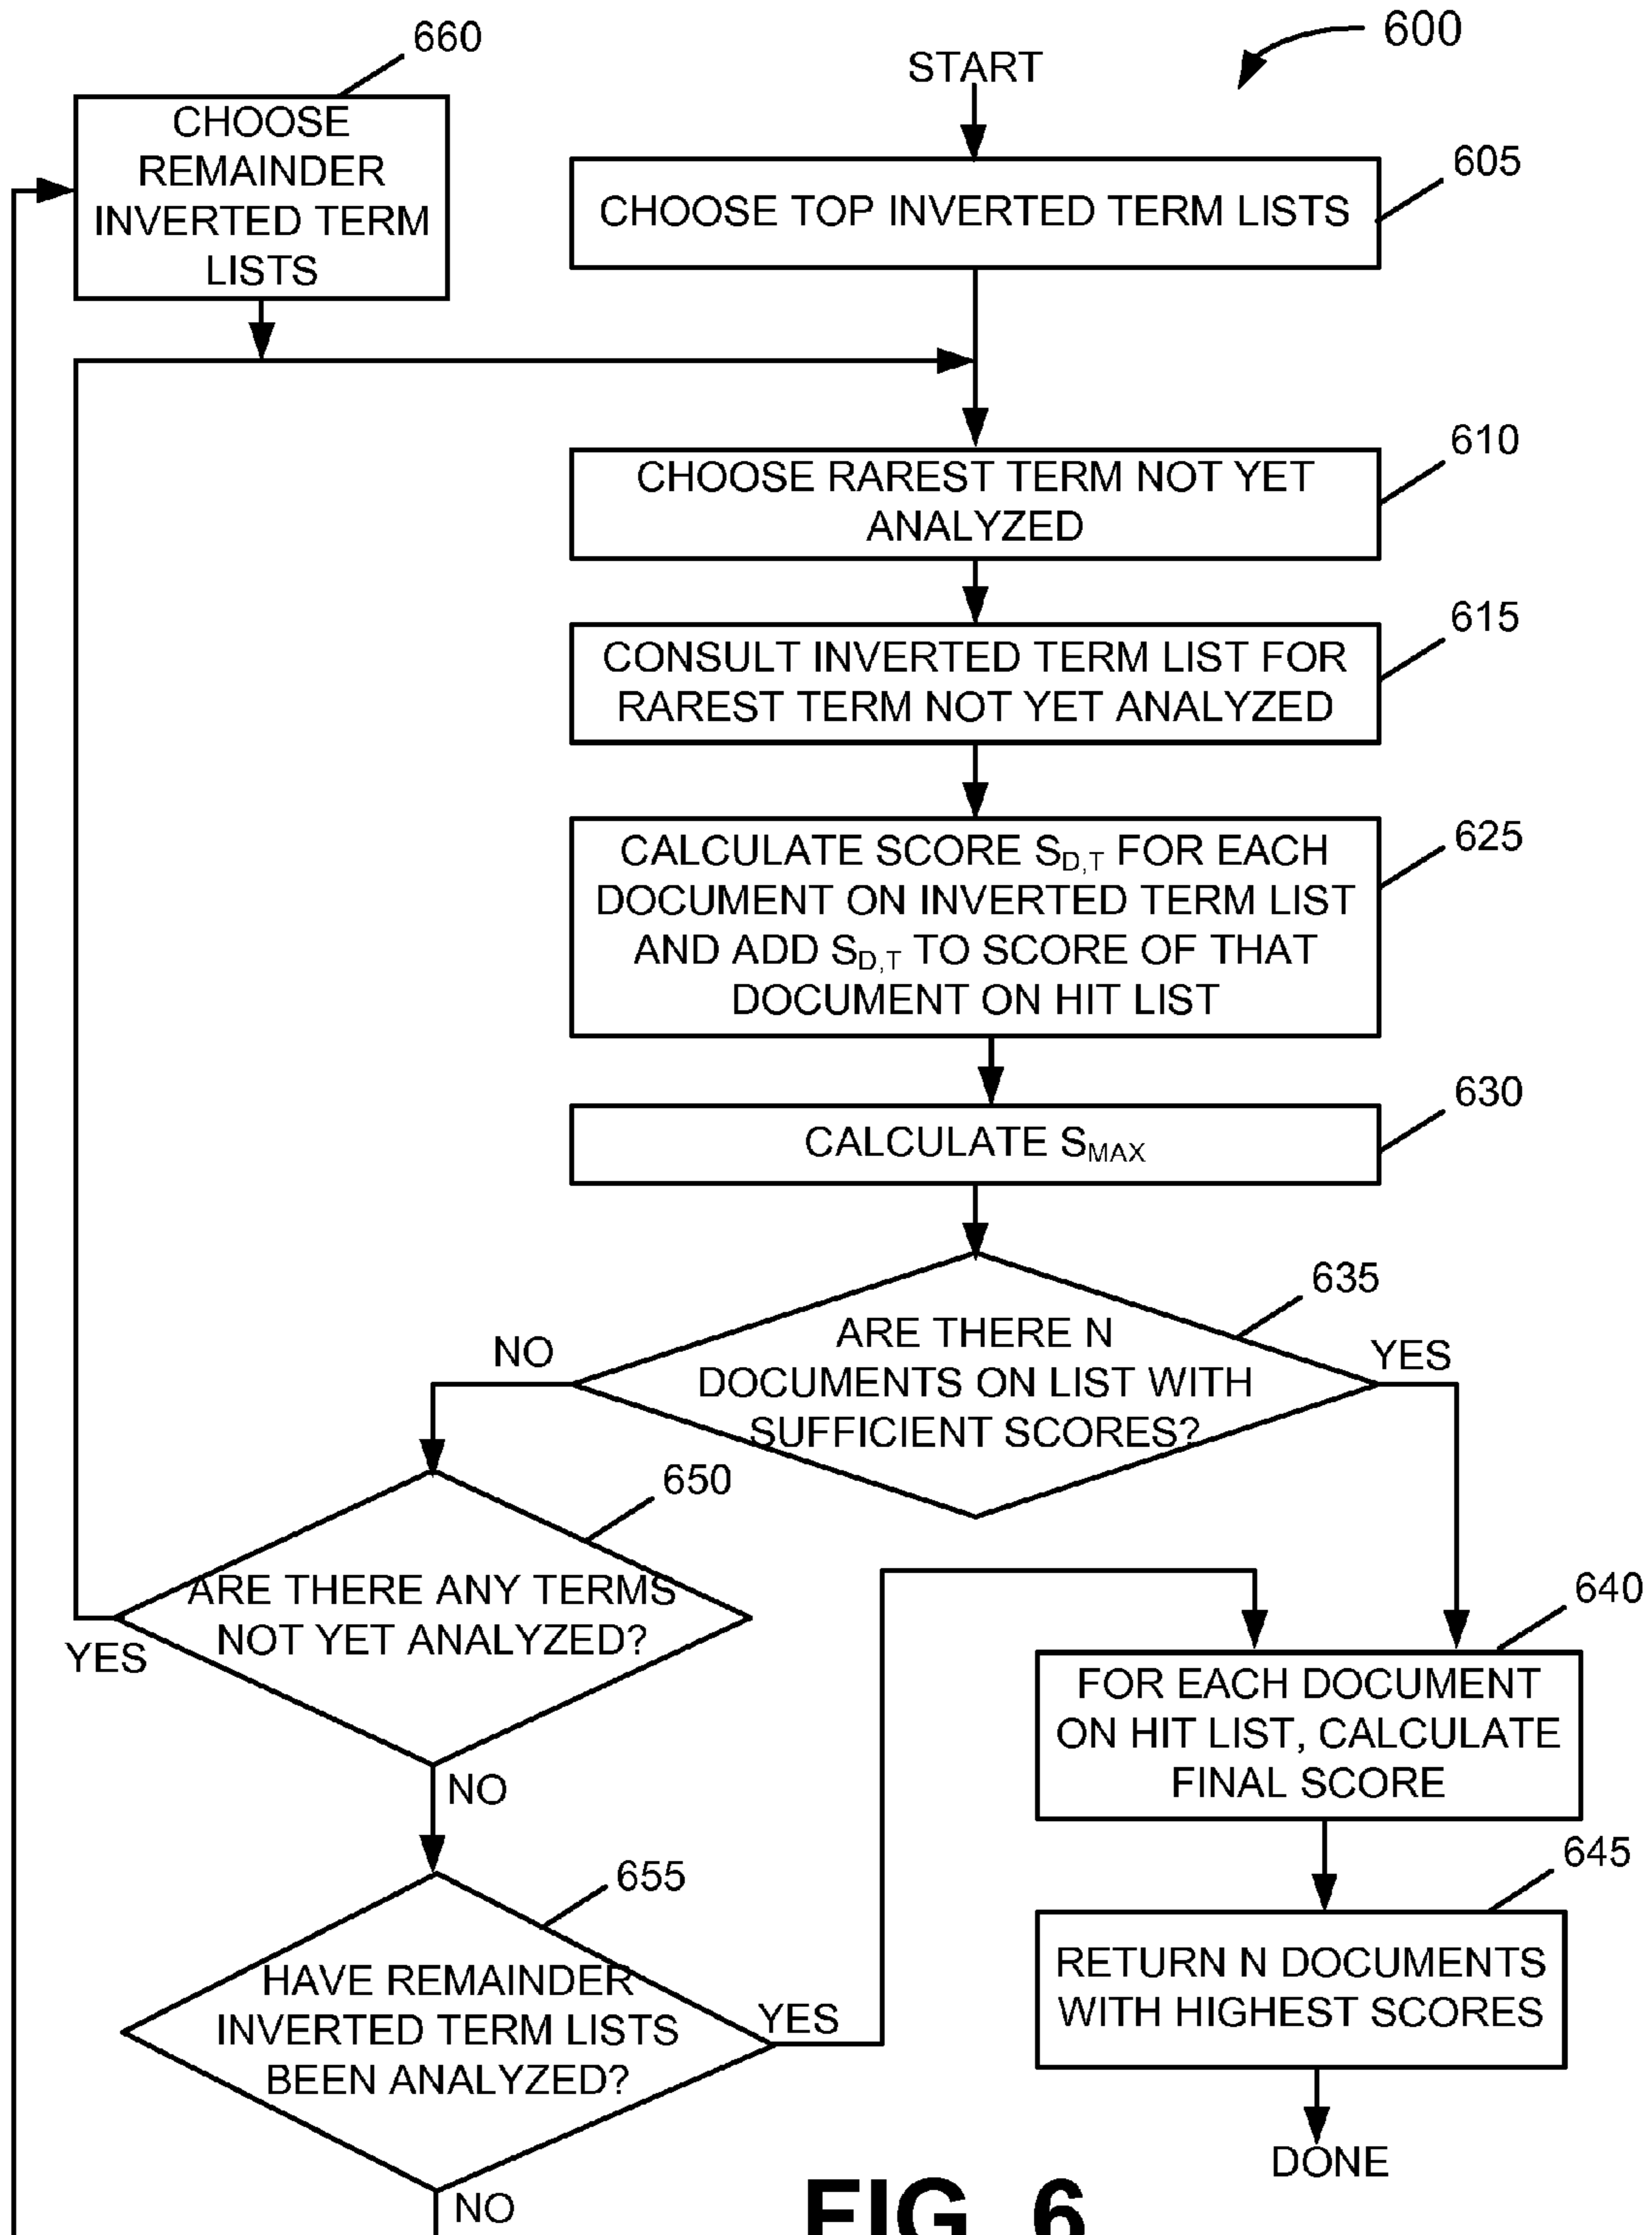 660
600
START
CHOOSE
REMAINDER
INVERTED TERM
LISTS
605
CHOOSE TOP INVERTED TERM LISTS
610
CHOOSE RAREST TERM NOT YET
ANALYZED
615
CONSULT INVERTED TERM LIST FOR
RAREST TERM NOT YET ANALYZED
625
CALCULATE SCORE S_D,T FOR EACH
DOCUMENT ON INVERTED TERM LIST
AND ADD S_D,T TO SCORE OF THAT
DOCUMENT ON HIT LIST
630
CALCULATE S_MAX
635
ARE THERE N
DOCUMENTS ON LIST WITH
SUFFICIENT SCORES?
NO
YES
650
ARE THERE ANY TERMS
NOT YET ANALYZED?
YES
NO
640
FOR EACH DOCUMENT
ON HIT LIST, CALCULATE
FINAL SCORE
655
HAVE REMAINDER
INVERTED TERM LISTS
BEEN ANALYZED?
YES
NO
645
RETURN N DOCUMENTS
WITH HIGHEST SCORES
DONE
FIG. 6